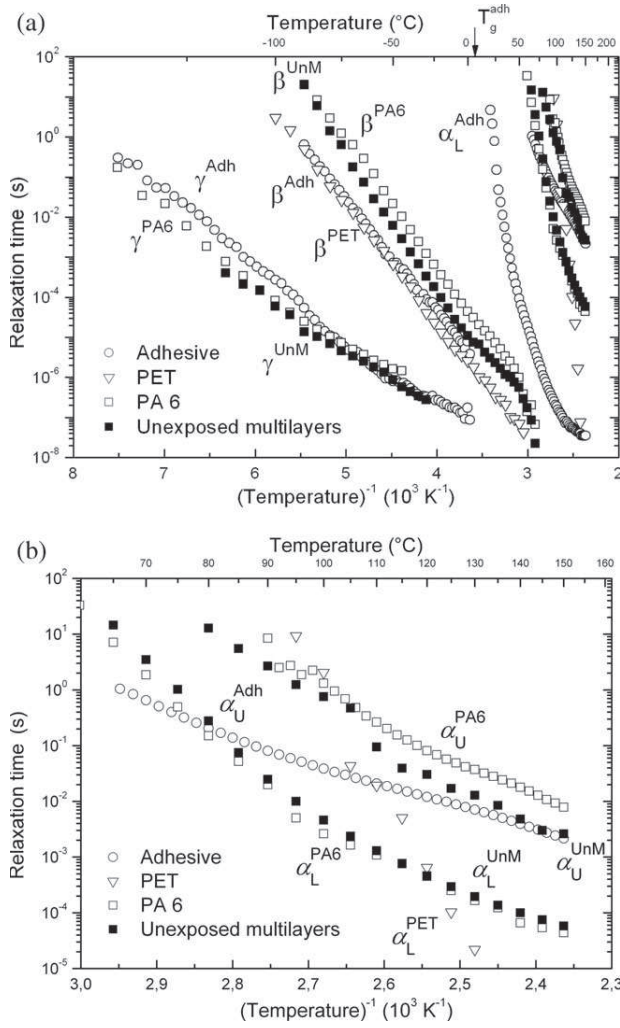 (a)
Temperature (°C)
T_g^adh
-100 -50 0 50 100 150 200
β^UnM
β^PA6
α_L^Adh
γ^Adh
β^Adh
γ^PA6
β^PET
γ^UnM
Relaxation time (s)
10^2
10^0
10^-2
10^-4
10^-6
10^-8
Adhesive
PET
PA 6
Unexposed multilayers
8 7 6 5 4 3 2
(Temperature)^-1 (10^3 K^-1)
(b)
Temperature (°C)
70 80 90 100 110 120 130 140 150 160
Relaxation time (s)
10^2
10^1
10^0
10^-1
10^-2
10^-3
10^-4
10^-5
α_U^Adh
α_U^PA6
α_L^PA6
α_L^UnM
α_U^UnM
α_L^PET
Adhesive
PET
PA 6
Unexposed multilayers
3,0 2,9 2,8 2,7 2,6 2,5 2,4 2,3
(Temperature)^-1 (10^3 K^-1)